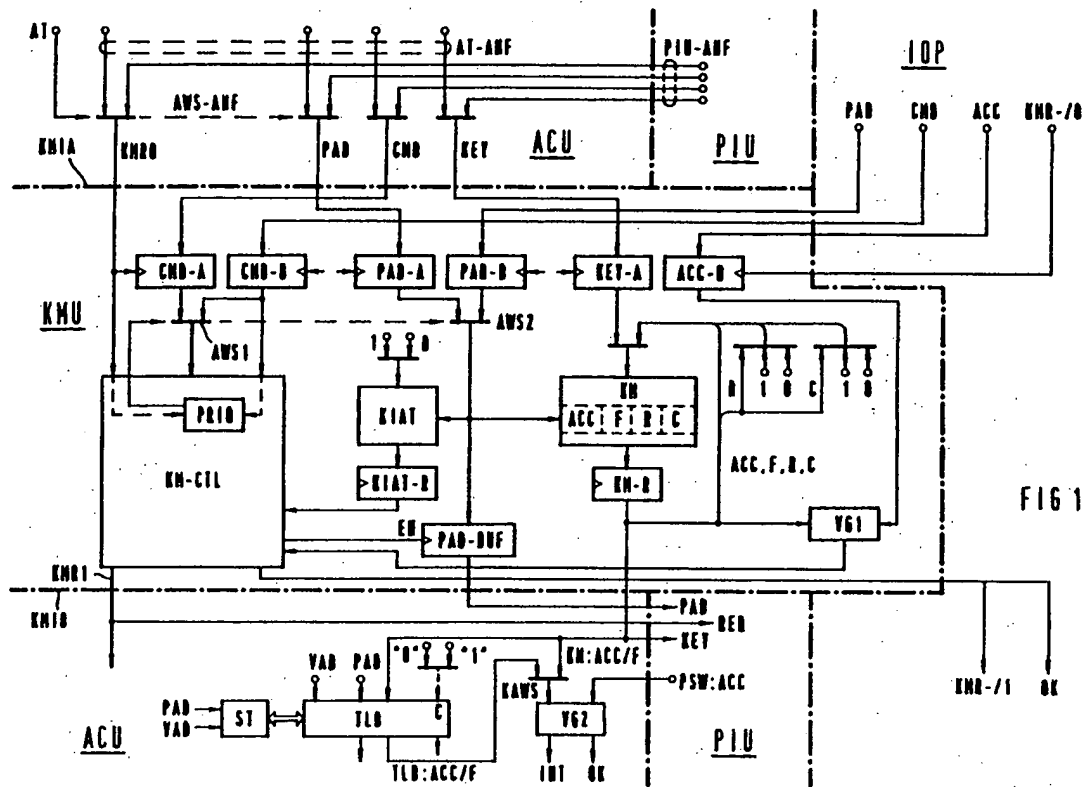 AT
AT-ANF
PIU-ANF
IOP
AWS-ANF
PAD
CMD
ACC
KMR-/0
KMIA
KMR0
PAD
CMD
KEY
ACU
PIU
CMD-A
CMD-B
PAD-A
PAD-B
KEY-A
ACC-B
KMU
AWS1
AWS2
1
0
PRIO
KIAT
KM
ACC
F
R
C
R
1
0
C
1
0
KM-CTL
KIAT-R
KM-R
ACC,F,R,C
FIG 1
EN
PAD-BUF
VG1
KMR1
KMIB
PAD
KEY
VAD
PAD
"0"
"1"
KM:ACC/F
KAWS
PSW:ACC
KMR-/1
OK
PAD
VAD
ST
TLB
C
VG2
ACU
TLB:ACC/F
INT
OK
PIU